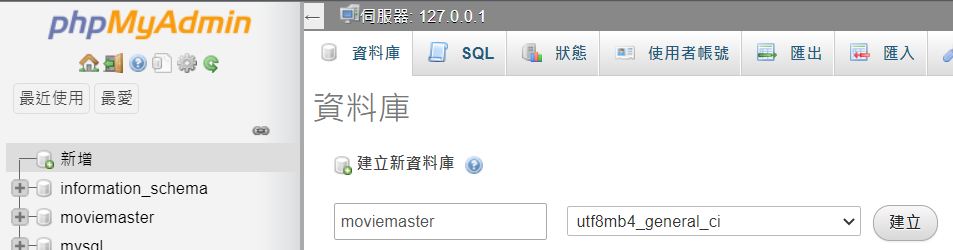 phpMyAdmin
伺服器: 127.0.0.1
資料庫 SQL 狀態 使用者帳號 匯出 匯入
最近使用 最愛
資料庫
新增
建立新資料庫
information_schema
moviemaster
moviemaster utf8mb4_general_ci 建立
mysql